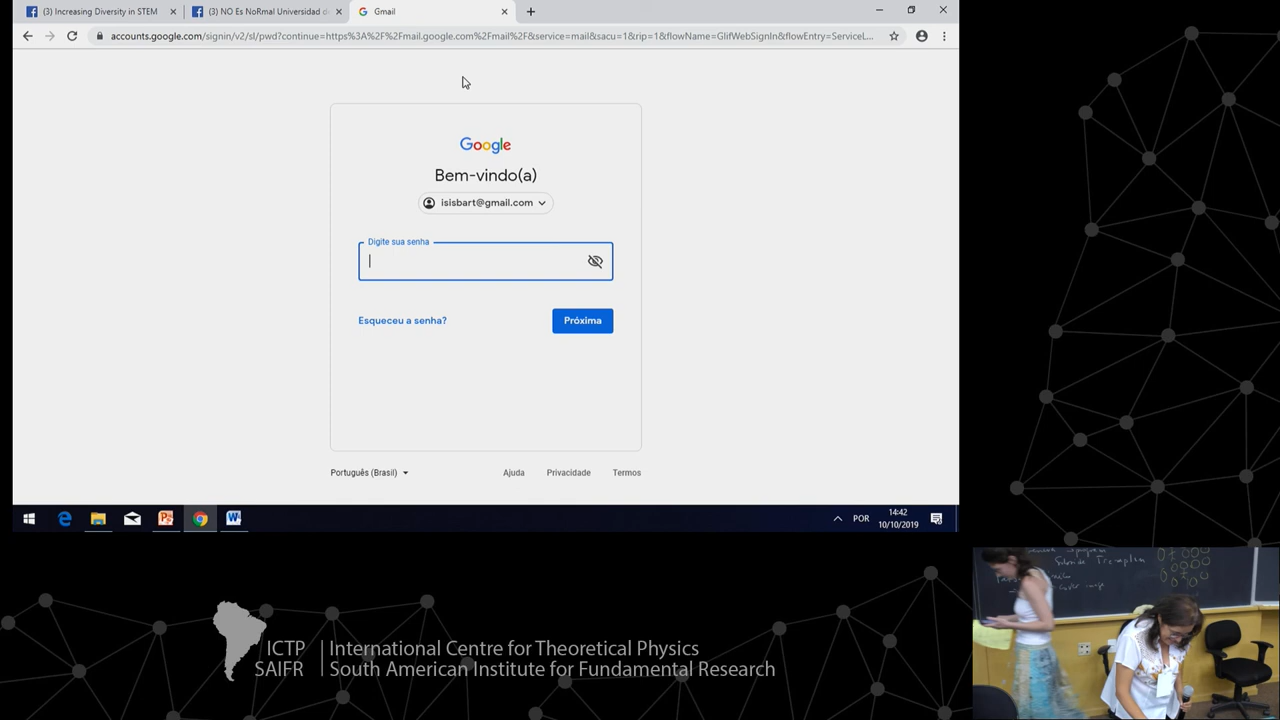 (3) Increasing Diversity in STEM
(3) NO Es NoRmal Universidad de
Gmail
accounts.google.com/signin/v2/sl/pwd?continue=https%3A%2F%2Fmail.google.com%2Fmail%2F&service=mail&sacu=1&rip=1&flowName=GlifWebSignIn&flowEntry=ServiceL...
Google
Bem-vindo(a)
isisbart@gmail.com
Digite sua senha
Esqueceu a senha?
Próxima
Português (Brasil)
Ajuda
Privacidade
Termos
POR
14:42
10/10/2019
ICTP
SAIFR
International Centre for Theoretical Physics
South American Institute for Fundamental Research